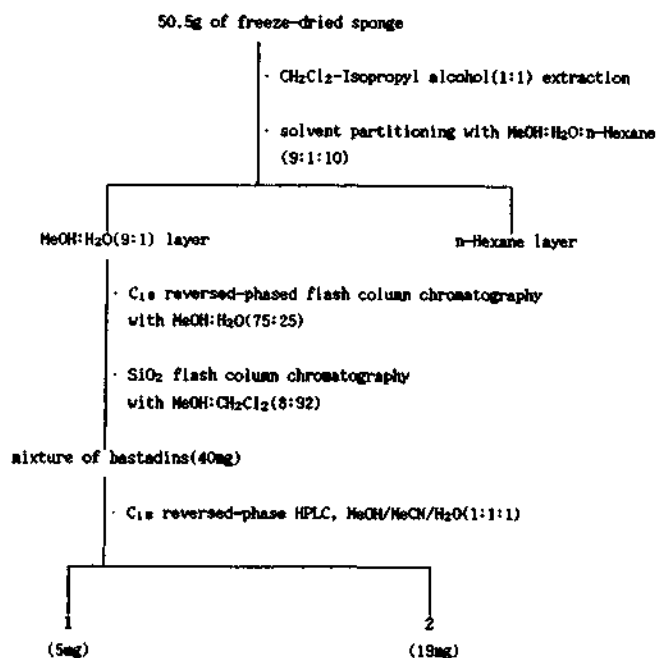 50.5g of freeze-dried sponge
· CH₂Cl₂-Isopropyl alcohol(1:1) extraction
· solvent partitioning with MeOH:H₂O:n-Hexane
(9:1:10)
MeOH:H₂O(9:1) layer
n-Hexane layer
· C₁₈ reversed-phased flash column chromatography
with MeOH:H₂O(75:25)
· SiO₂ flash column chromatography
with MeOH:CH₂Cl₂(8:92)
mixture of bastadins(40mg)
· C₁₈ reversed-phase HPLC, MeOH/MeCN/H₂O(1:1:1)
1
2
(5mg)
(19mg)